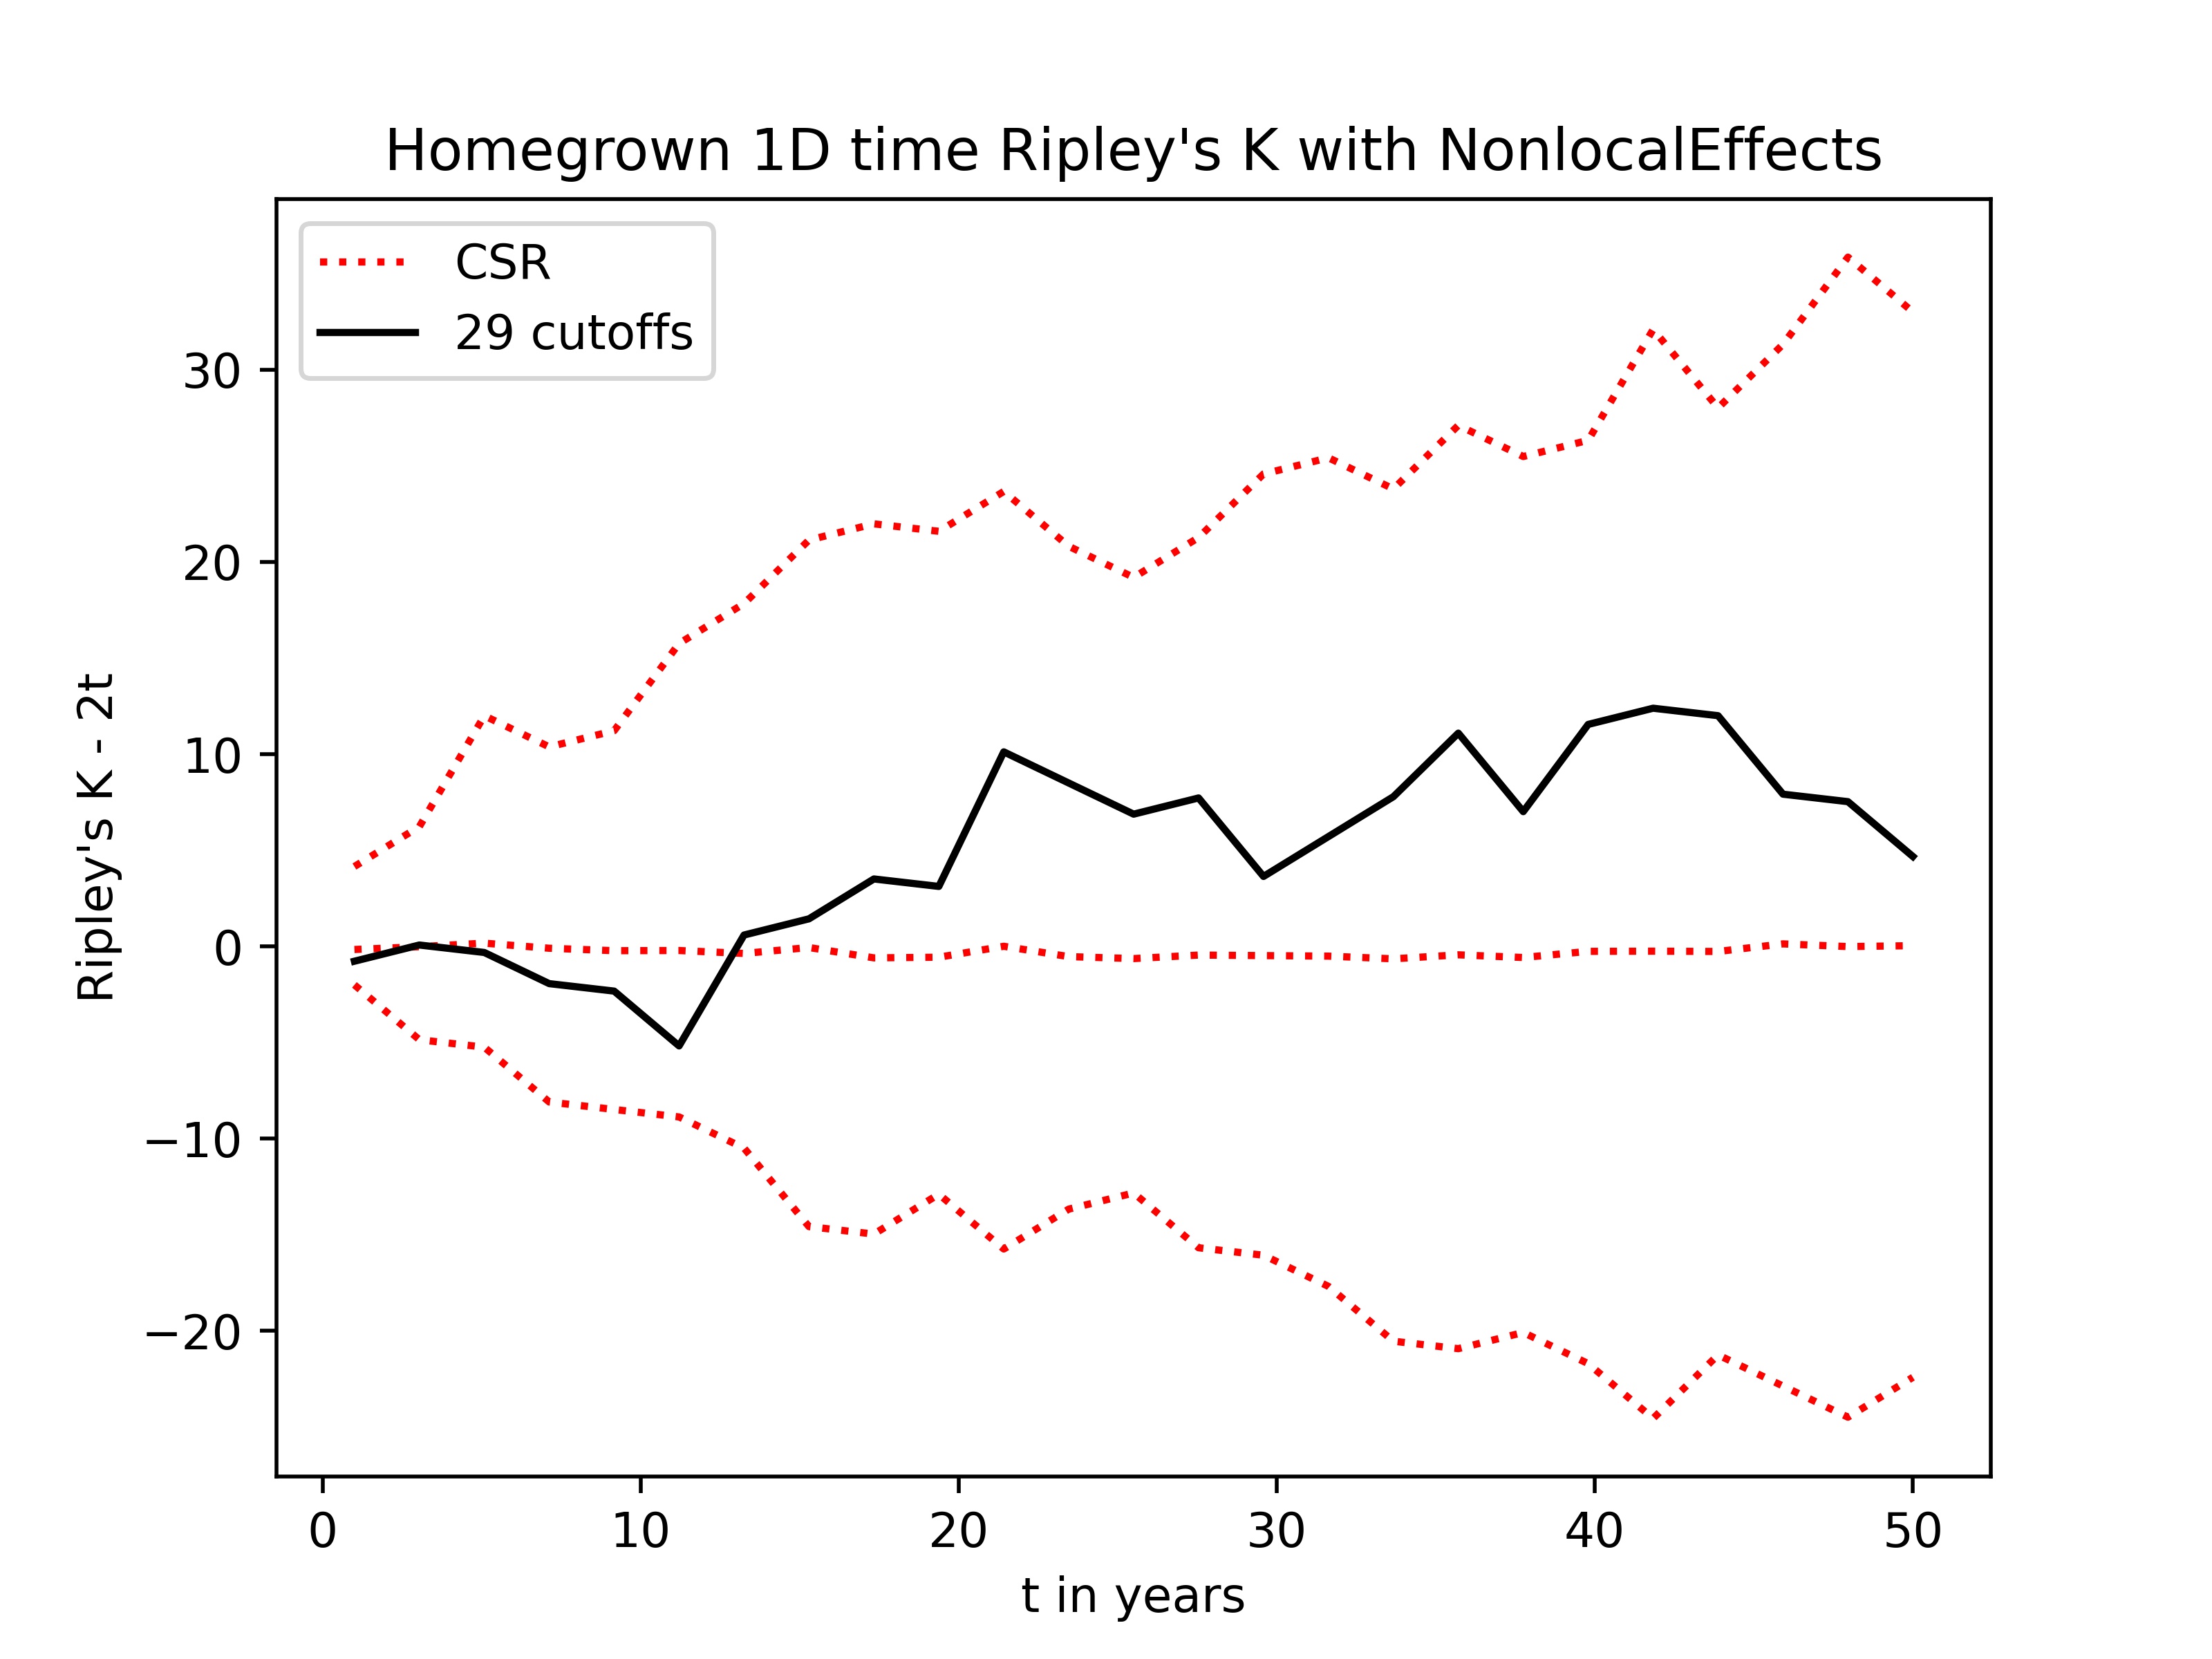 Homegrown 1D time Ripley's K with NonlocalEffects
CSR
29 cutoffs
Ripley's K - 2t
30
20
10
0
−10
−20
0 10 20 30 40 50
t in years